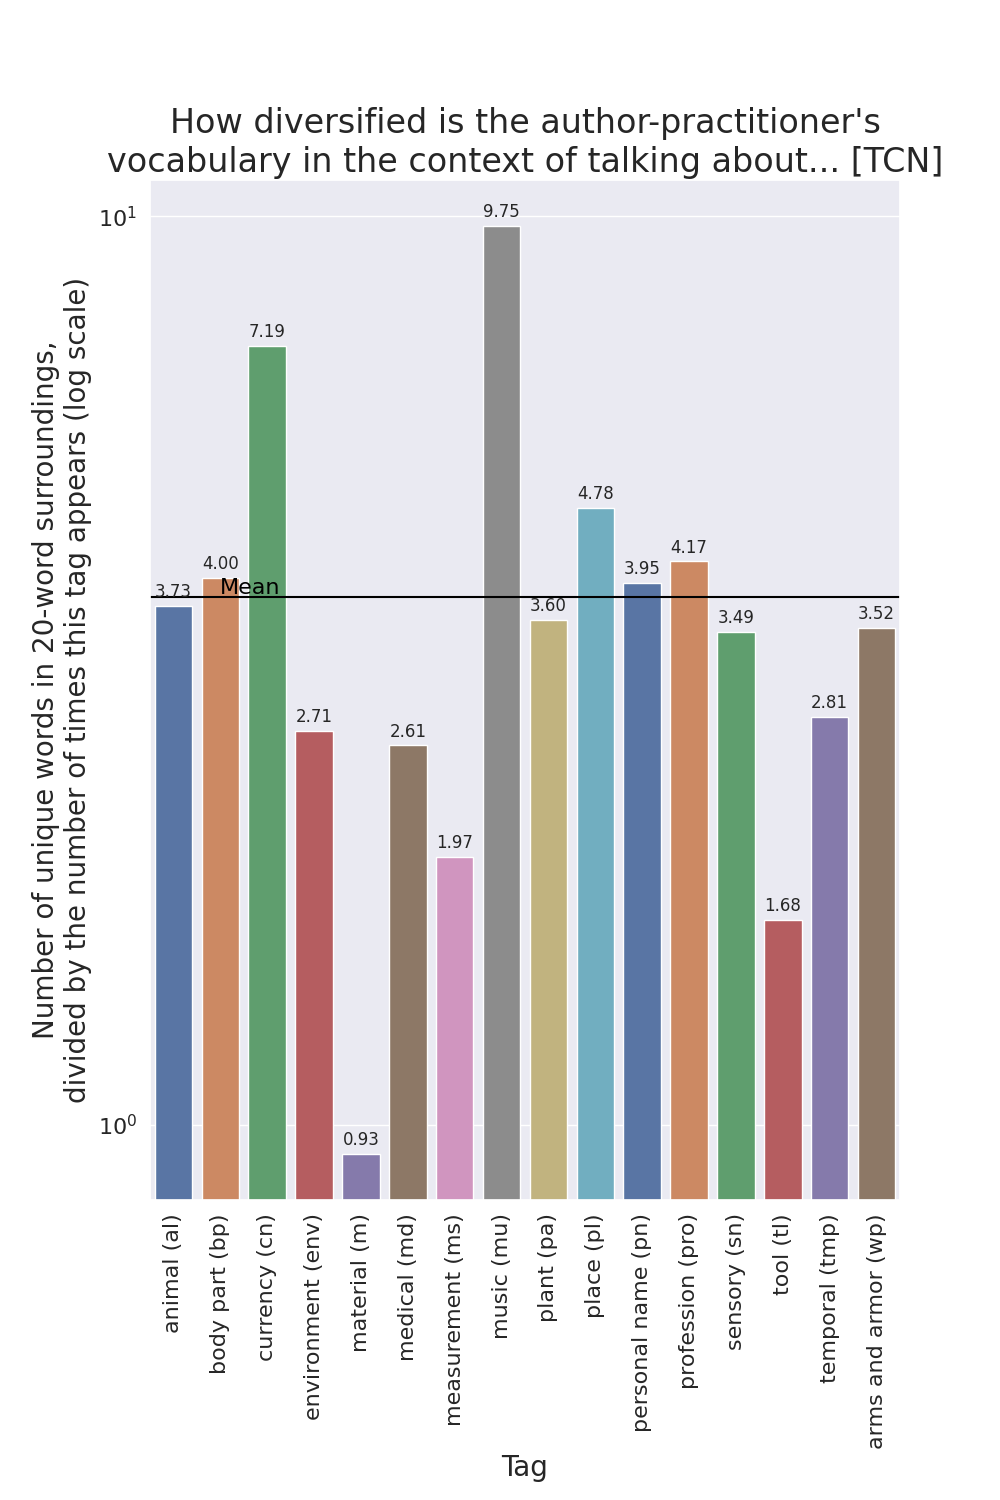 How diversified is the author-practitioner's
vocabulary in the context of talking about... [TCN]
Number of unique words in 20-word surroundings,
divided by the number of times this tag appears (log scale)
10¹
10⁰
3.73
4.00
7.19
2.71
0.93
2.61
1.97
9.75
3.60
4.78
3.95
4.17
3.49
1.68
2.81
3.52
Mean
animal (al)
body part (bp)
currency (cn)
environment (env)
material (m)
medical (md)
measurement (ms)
music (mu)
plant (pa)
place (pl)
personal name (pn)
profession (pro)
sensory (sn)
tool (tl)
temporal (tmp)
arms and armor (wp)
Tag